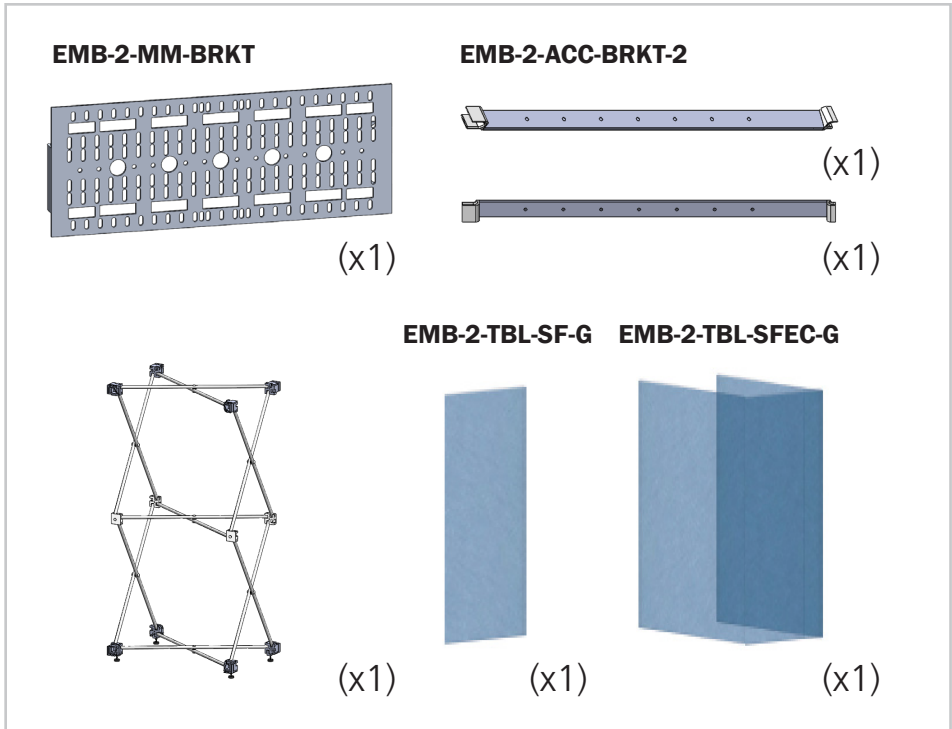 EMB-2-MM-BRKT
EMB-2-ACC-BRKT-2
(x1)
(x1)
(x1)
EMB-2-TBL-SF-G
EMB-2-TBL-SFEC-G
(x1)
(x1)
(x1)